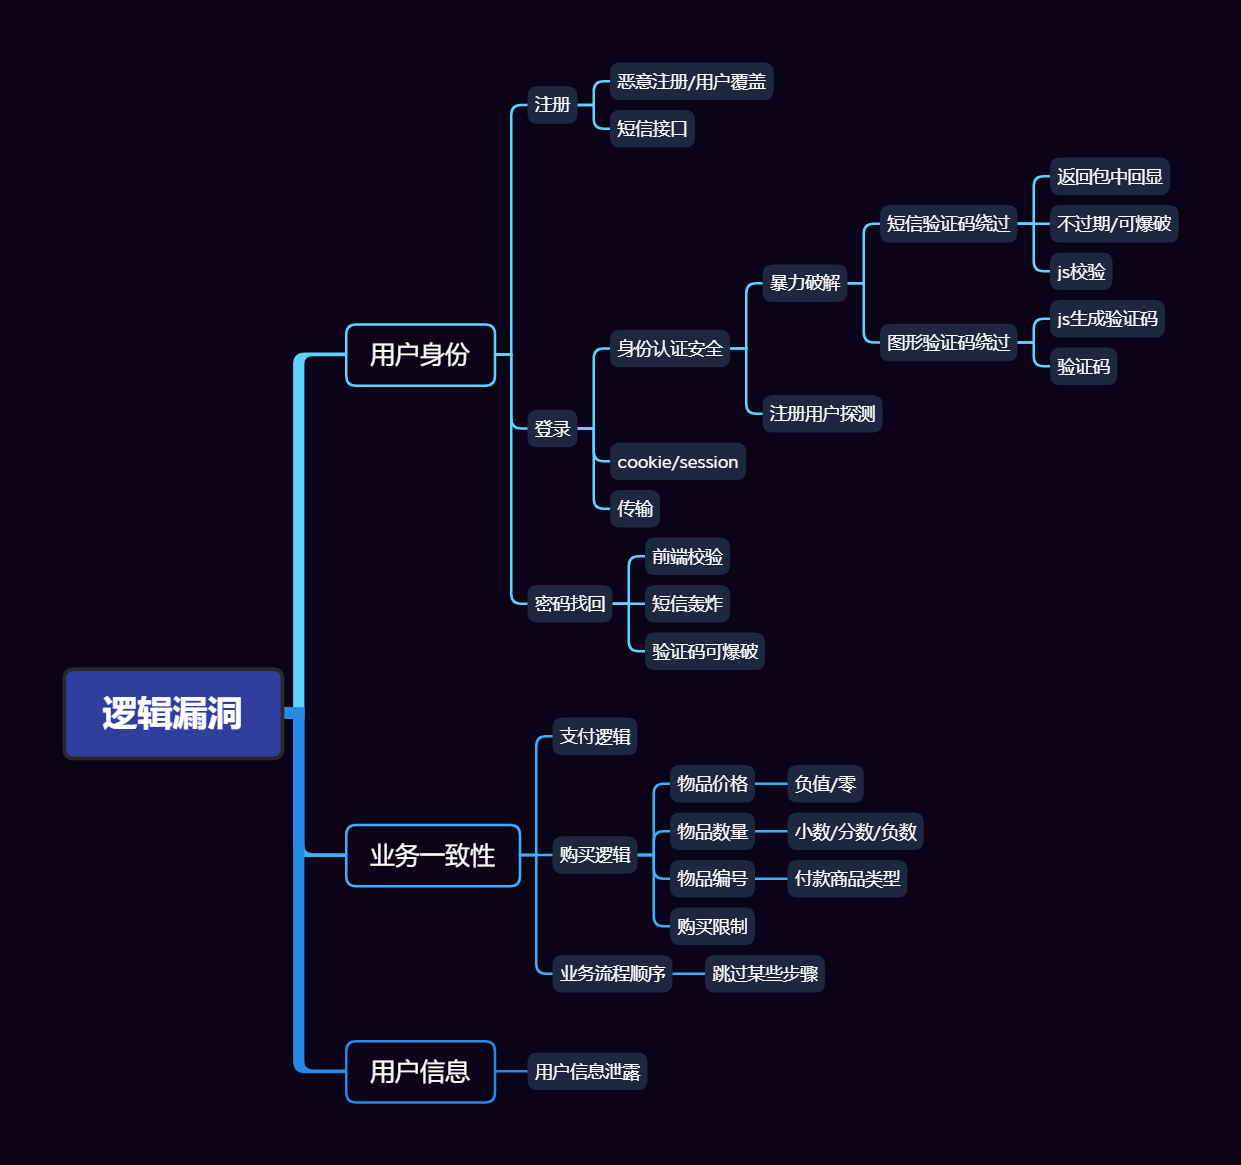 恶意注册/用户覆盖
注册
短信接口
返回包中回显
短信验证码绕过
不过期/可爆破
js校验
暴力破解
js生成验证码
图形验证码绕过
验证码
用户身份
身份认证安全
注册用户探测
登录
cookie/session
传输
前端校验
密码找回
短信轰炸
验证码可爆破
逻辑漏洞
支付逻辑
物品价格
负值/零
物品数量
小数/分数/负数
业务一致性
购买逻辑
物品编号
付款商品类型
购买限制
业务流程顺序
跳过某些步骤
用户信息
用户信息泄露